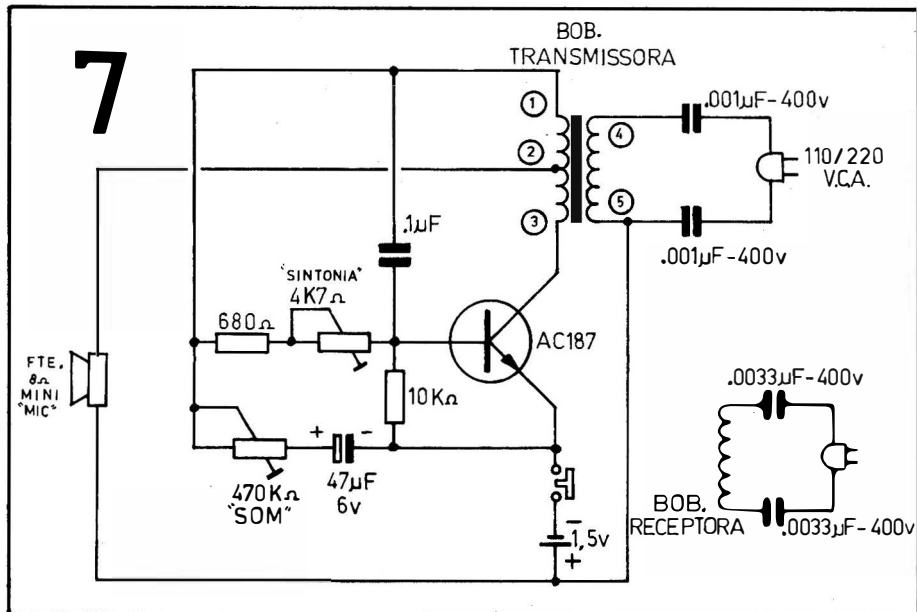 7
BOB.
TRANSMISSORA
.001µF-400v
1
2
3
4
5
110/220
V.C.A.
.001µF-400v
.1µF
"SINTONIA"
4K7Ω
680Ω
AC187
FTE.
8Ω
MINI
"MIC"
10KΩ
+ -
470KΩ
"SOM"
47µF
6v
-
1,5v
+
.0033µF-400v
BOB.
RECEPTORA
.0033µF-400v